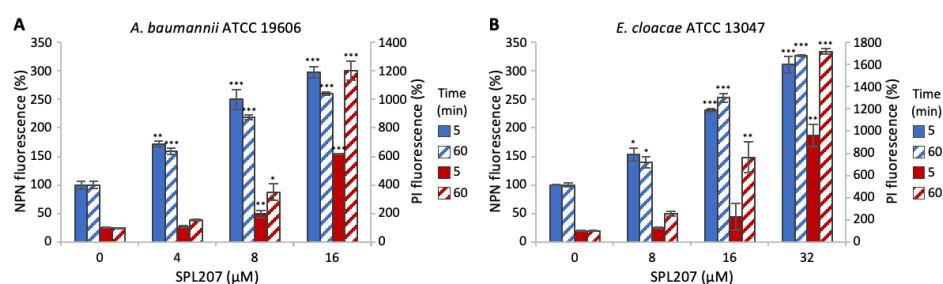 A
A. baumannii ATCC 19606
NPN fluorescence (%)
350
300
250
200
150
100
50
0
** *** *** *** ** * *** *** *** ***
0 4 8 16
SPL207 (µM)
1400
1200
1000
800
600
400
200
0
PI fluorescence (%)
Time
(min)
5
60
5
60
B
E. cloacae ATCC 13047
NPN fluorescence (%)
350
300
250
200
150
100
50
0
* * *** *** ** *** *** ** ***
0 8 16 32
SPL207 (µM)
1800
1600
1400
1200
1000
800
600
400
200
0
PI fluorescence (%)
Time
(min)
5
60
5
60